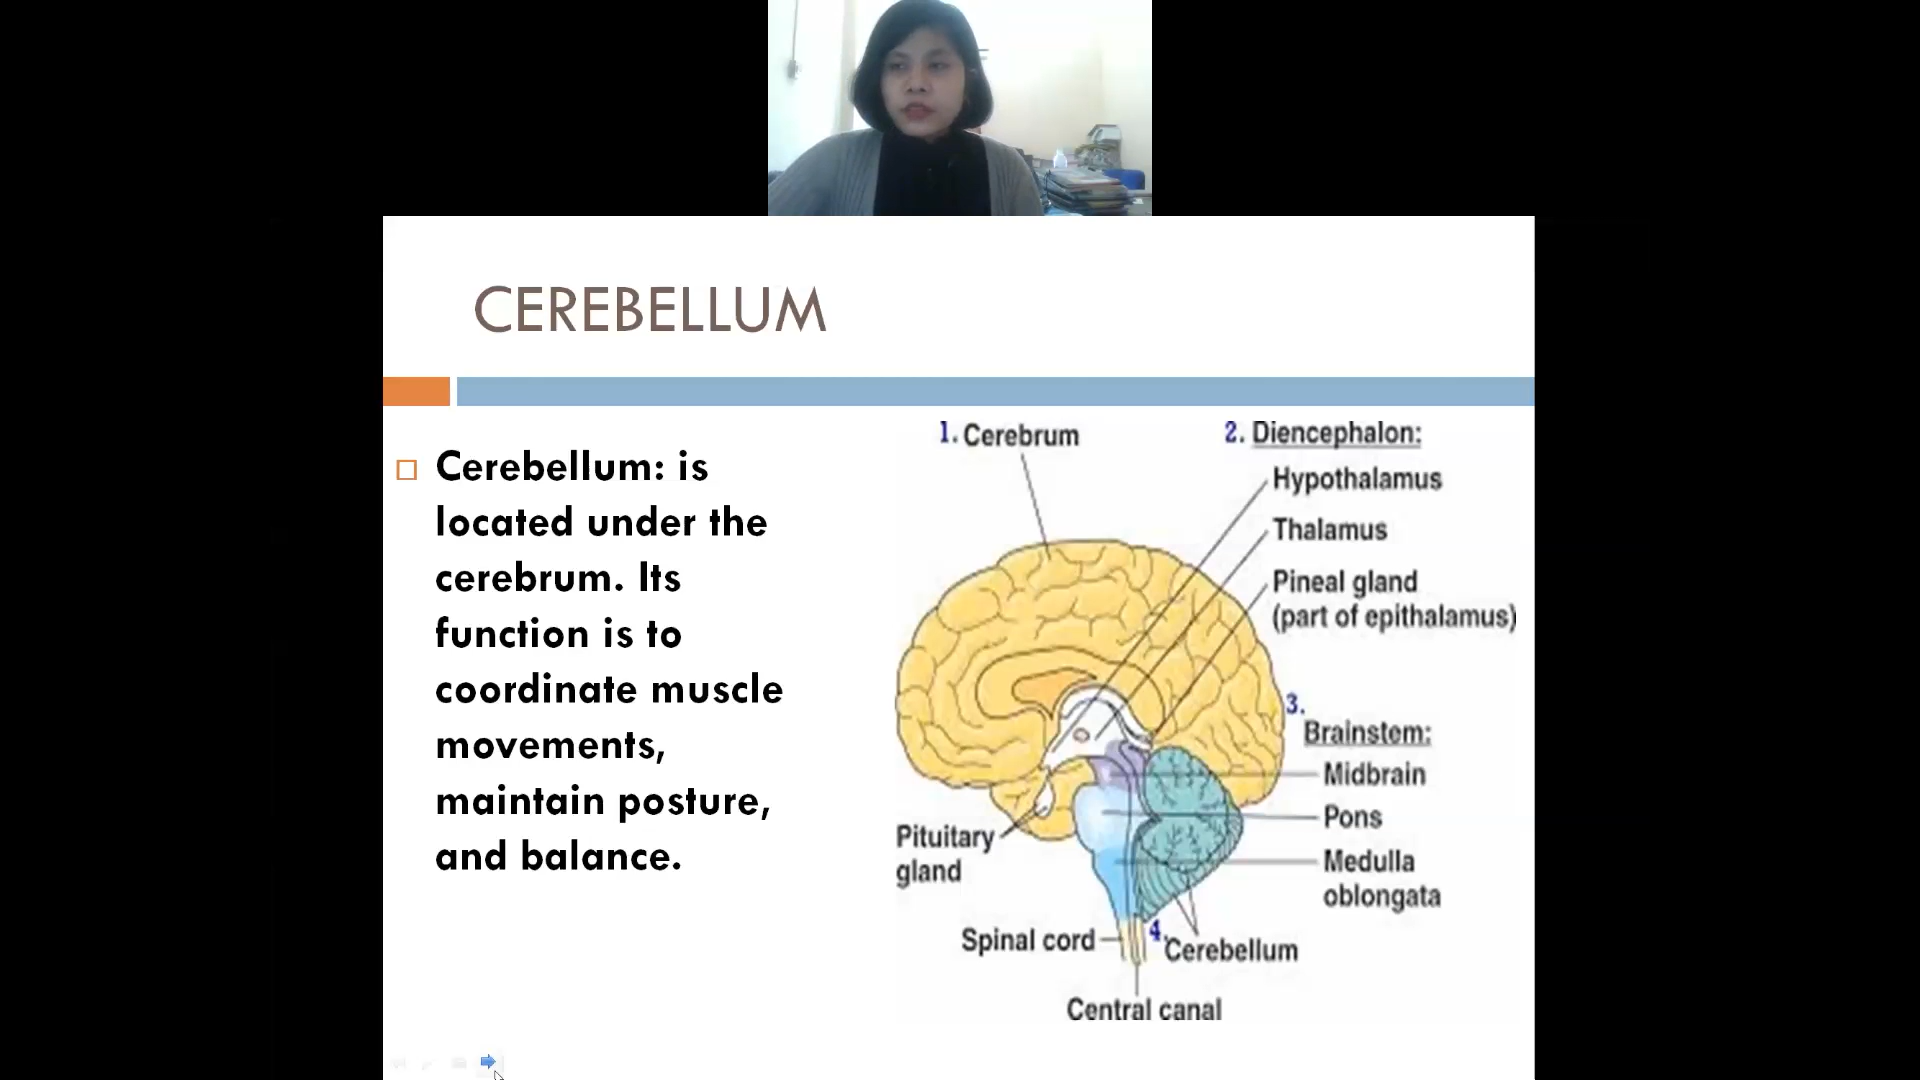 CEREBELLUM
Cerebellum: is
located under the
cerebrum. Its
function is to
coordinate muscle
movements,
maintain posture,
and balance.
1. Cerebrum
2. Diencephalon:
Hypothalamus
Thalamus
Pineal gland
(part of epithalamus)
3.
Brainstem:
Midbrain
Pons
Medulla
oblongata
Pituitary
gland
Spinal cord
4. Cerebellum
Central canal